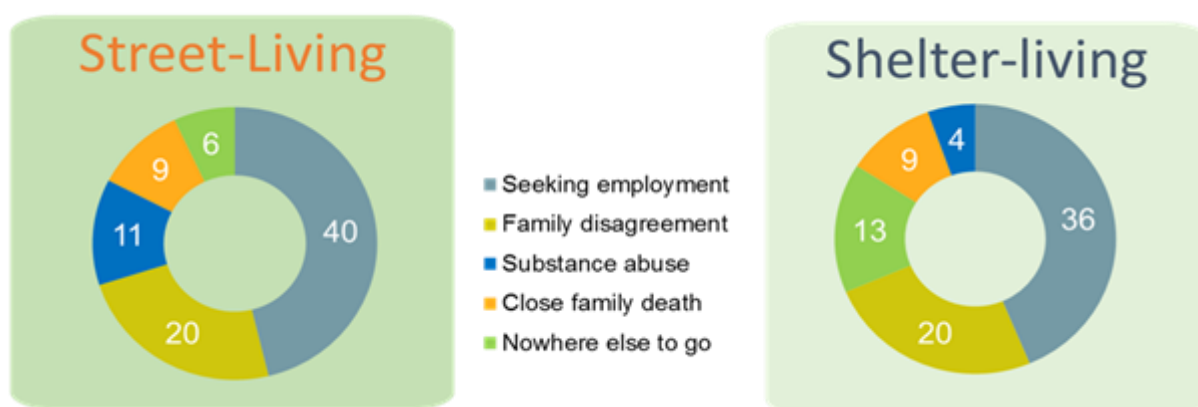 Street-Living
40
20
11
9
6
Seeking employment
Family disagreement
Substance abuse
Close family death
Nowhere else to go
Shelter-living
36
20
13
9
4